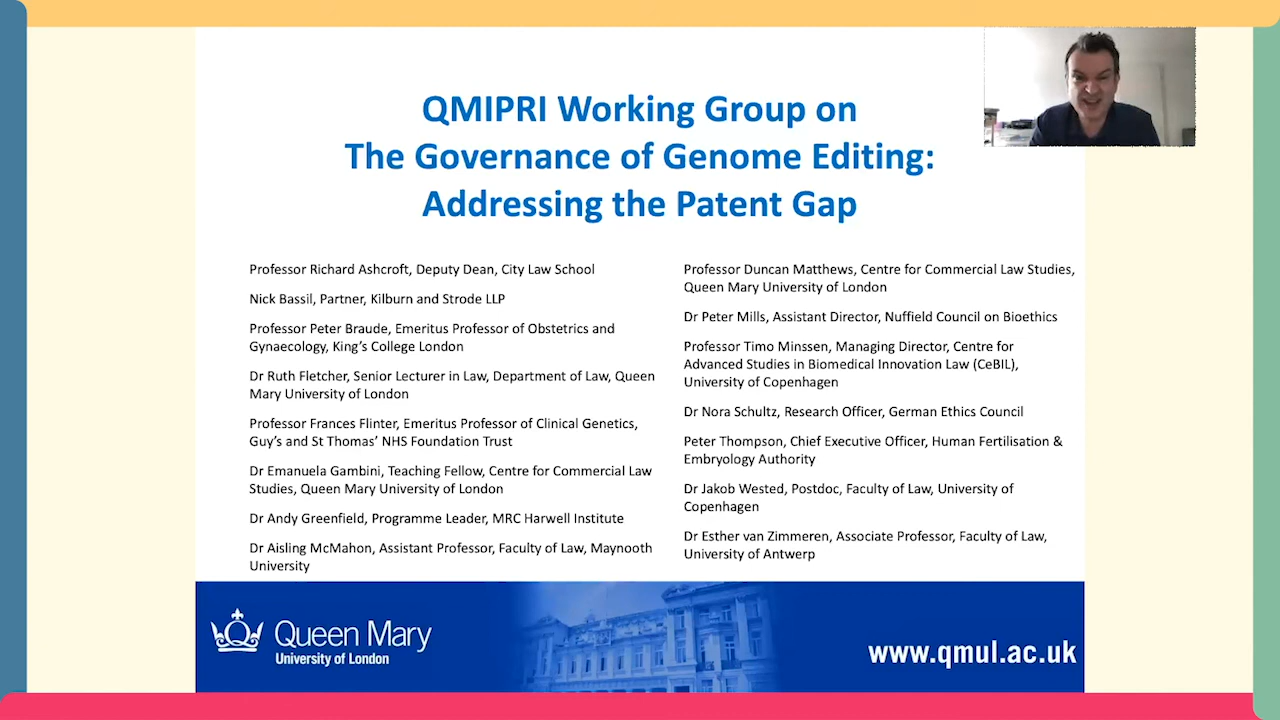 QMIPRI Working Group on
The Governance of Genome Editing:
Addressing the Patent Gap
Professor Richard Ashcroft, Deputy Dean, City Law School
Nick Bassil, Partner, Kilburn and Strode LLP
Professor Peter Braude, Emeritus Professor of Obstetrics and
Gynaecology, King's College London
Dr Ruth Fletcher, Senior Lecturer in Law, Department of Law, Queen
Mary University of London
Professor Frances Flinter, Emeritus Professor of Clinical Genetics,
Guy's and St Thomas' NHS Foundation Trust
Dr Emanuela Gambini, Teaching Fellow, Centre for Commercial Law
Studies, Queen Mary University of London
Dr Andy Greenfield, Programme Leader, MRC Harwell Institute
Dr Aisling McMahon, Assistant Professor, Faculty of Law, Maynooth
University
Professor Duncan Matthews, Centre for Commercial Law Studies,
Queen Mary University of London
Dr Peter Mills, Assistant Director, Nuffield Council on Bioethics
Professor Timo Minssen, Managing Director, Centre for
Advanced Studies in Biomedical Innovation Law (CeBIL),
University of Copenhagen
Dr Nora Schultz, Research Officer, German Ethics Council
Peter Thompson, Chief Executive Officer, Human Fertilisation &
Embryology Authority
Dr Jakob Wested, Postdoc, Faculty of Law, University of
Copenhagen
Dr Esther van Zimmeren, Associate Professor, Faculty of Law,
University of Antwerp
Queen Mary
University of London
www.qmul.ac.uk